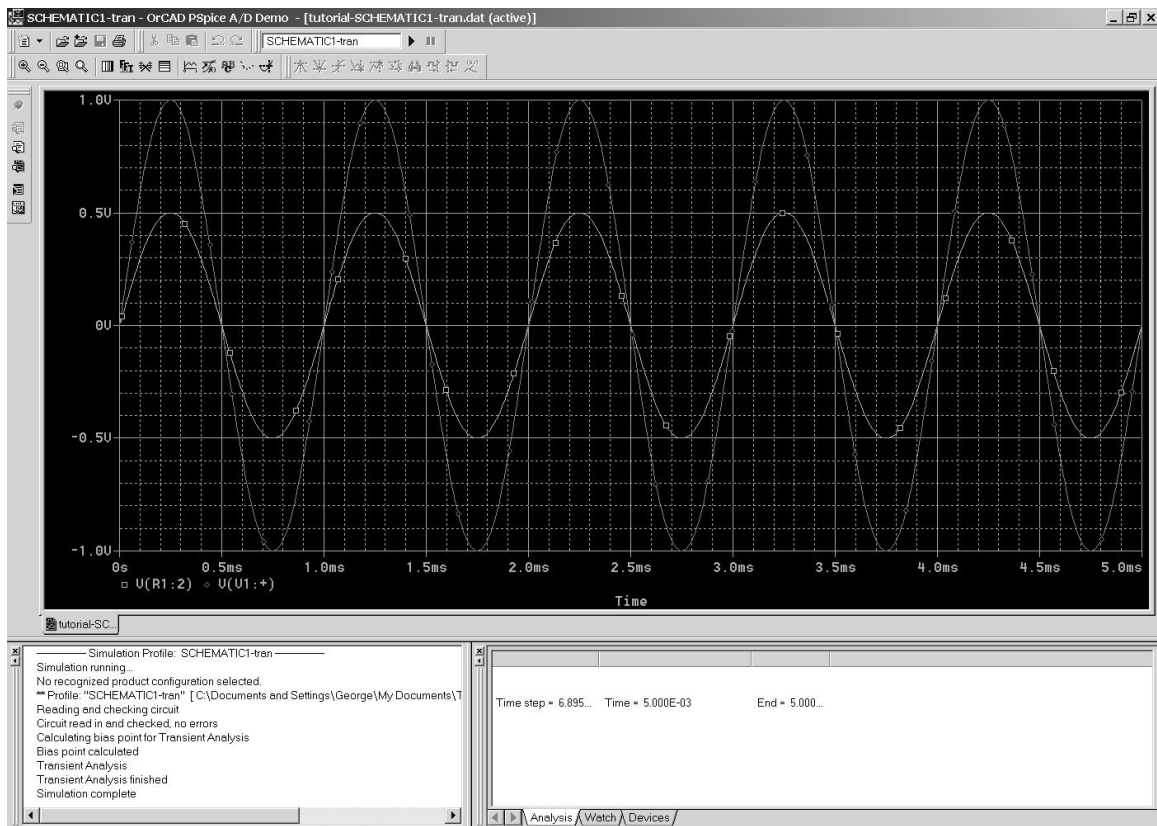 SCHEMATIC1-tran - OrCAD PSpice A/D Demo - [tutorial-SCHEMATIC1-tran.dat (active)]
SCHEMATIC1-tran
1.0V
0.5V
0V
-0.5V
-1.0V
0s 0.5ms 1.0ms 1.5ms 2.0ms 2.5ms 3.0ms 3.5ms 4.0ms 4.5ms 5.0ms
V(R1:2) V(V1:+)
Time
tutorial-SC...
Simulation Profile: SCHEMATIC1-tran
Simulation running...
No recognized product configuration selected.
** Profile: "SCHEMATIC1-tran" [ C:\Documents and Settings\George\My Documents\T
Reading and checking circuit
Circuit read in and checked, no errors
Calculating bias point for Transient Analysis
Bias point calculated
Transient Analysis
Transient Analysis finished
Simulation complete
Time step = 6.895... Time = 5.000E-03 End = 5.000...
Analysis Watch Devices